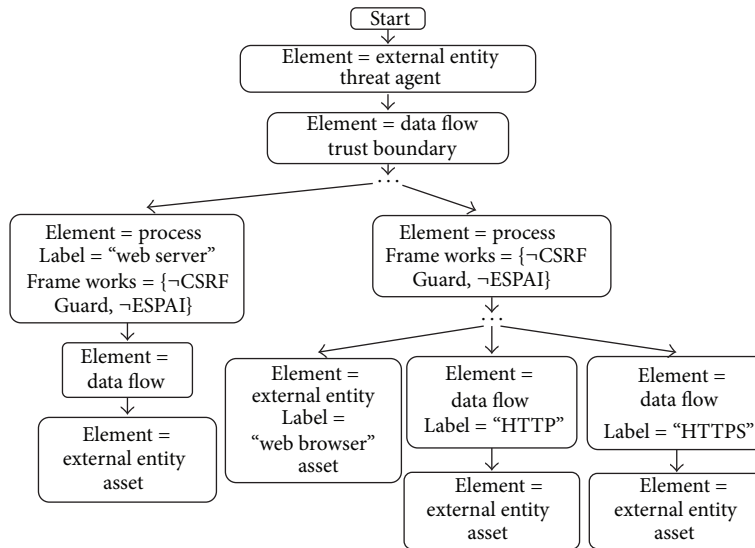 Start
Element = external entity
threat agent
Element = data flow
trust boundary
...
Element = process
Label = “web server”
Frame works = {¬CSRF
Guard, ¬ESPAI}
Element =
data flow
Element =
external entity
asset
Element = process
Frame works = {¬CSRF
Guard, ¬ESPAI}
...
Element =
external entity
Label =
“web browser”
asset
Element =
data flow
Label = “HTTP”
Element =
external entity
asset
Element =
data flow
Label = “HTTPS”
Element =
external entity
asset